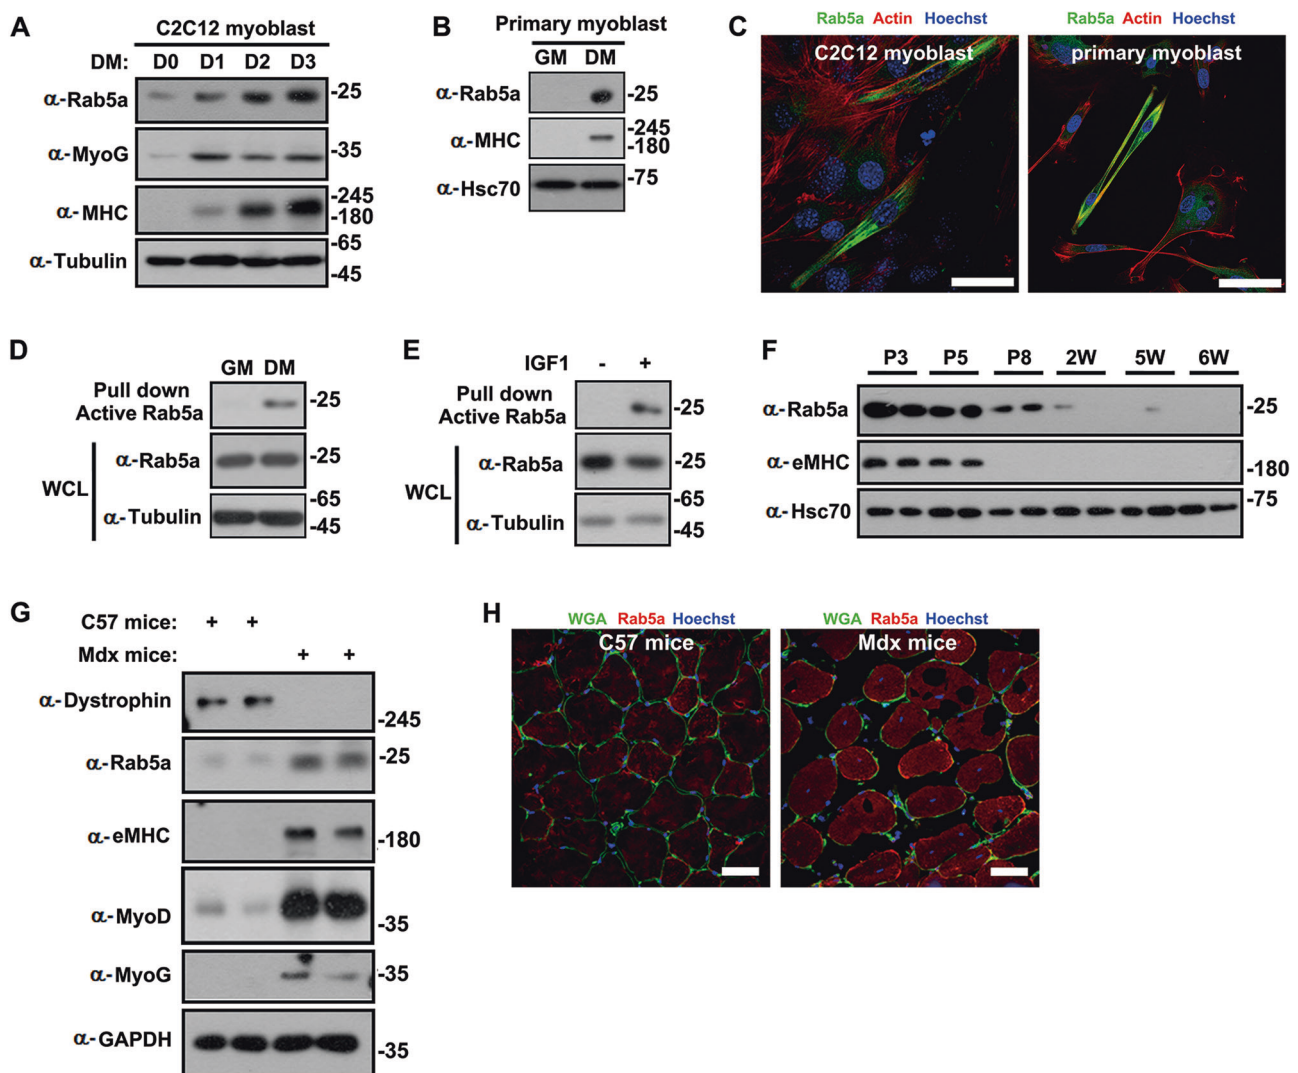 A
C2C12 myoblast
DM: D0 D1 D2 D3
α-Rab5a
-25
α-MyoG
-35
α-MHC
-245
-180
α-Tubulin
-65
-45
B
Primary myoblast
GM DM
α-Rab5a
-25
α-MHC
-245
-180
α-Hsc70
-75
C
Rab5a Actin Hoechst
C2C12 myoblast
Rab5a Actin Hoechst
primary myoblast
D
GM DM
Pull down
Active Rab5a
-25
WCL
α-Rab5a
-25
α-Tubulin
-65
-45
E
IGF1 - +
Pull down
Active Rab5a
-25
WCL
α-Rab5a
-25
α-Tubulin
-65
-45
F
P3 P5 P8 2W 5W 6W
α-Rab5a
-25
α-eMHC
-180
α-Hsc70
-75
G
C57 mice: + +
Mdx mice: + +
α-Dystrophin
-245
α-Rab5a
-25
α-eMHC
-180
α-MyoD
-35
α-MyoG
-35
α-GAPDH
-35
H
WGA Rab5a Hoechst
C57 mice
WGA Rab5a Hoechst
Mdx mice